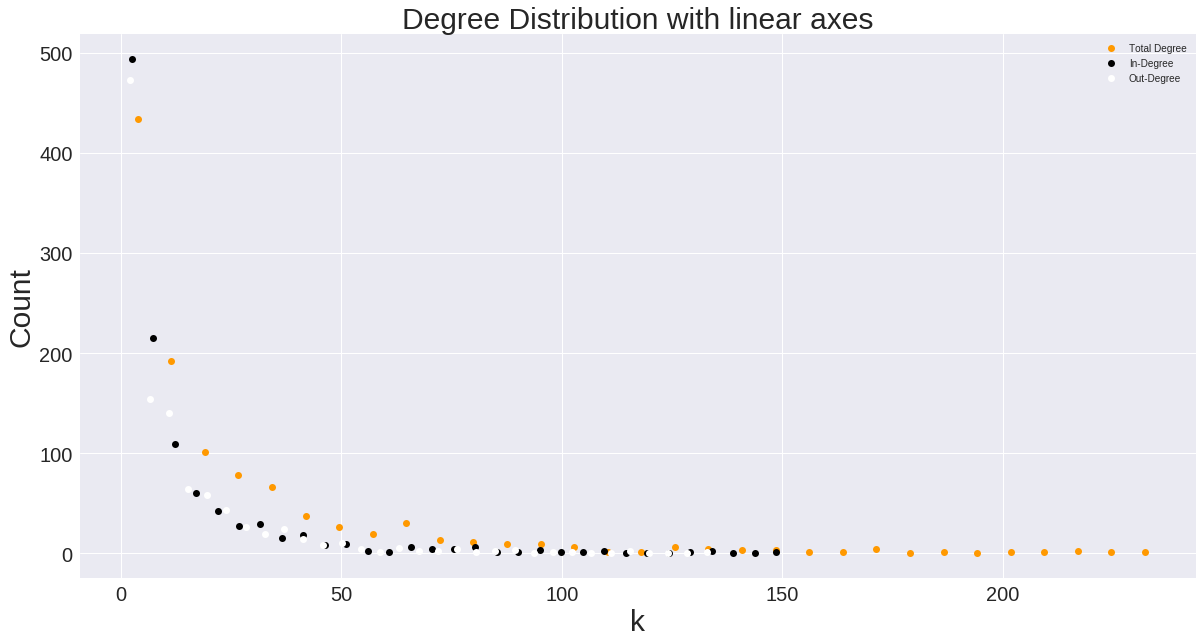 Degree Distribution with linear axes
500
400
300
200
100
0
Count
0 50 100 150 200
k
Total Degree
In-Degree
Out-Degree